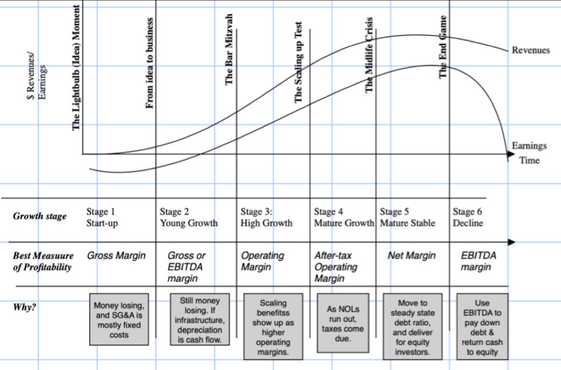 $ Revenues/
Earnings
The Lightbulb (Idea) Moment
From idea to business
The Bar Mitzvah
The Scaling up Test
The Midlife Crisis
The End Game
Revenues
Earnings
Time
Growth stage
Stage 1
Start-up
Stage 2
Young Growth
Stage 3:
High Growth
Stage 4
Mature Growth
Stage 5
Mature Stable
Stage 6
Decline
Best Measuure
of Profitability
Gross Margin
Gross or
EBITDA
margin
Operating
Margin
After-tax
Operating
Margin
Net Margin
EBITDA
margin
Why?
Money losing,
and SG&A is
mostly fixed
costs
Still money
losing. If
infrastructure,
depreciation
is cash flow.
Scaling
benefitss
show up as
higher
operating
margins.
As NOLs
run out,
taxes come
due.
Move to
steady state
debt ratio,
and deliver
for equity
investors.
Use
EBITDA to
pay down
debt &
return cash
to equity